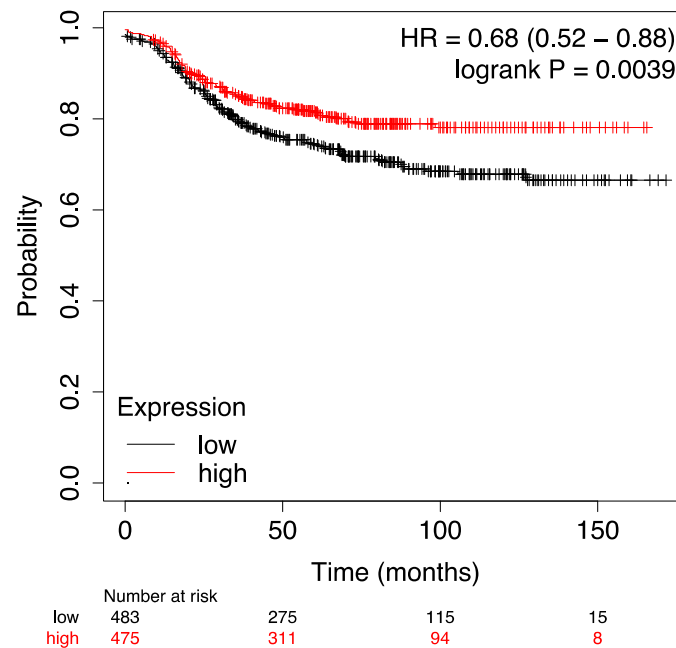 HR = 0.68 (0.52 – 0.88)
logrank P = 0.0039
Probability
1.0
0.8
0.6
0.4
0.2
0.0
Expression
low
high
0 50 100 150
Time (months)
Number at risk
low 483 275 115 15
high 475 311 94 8